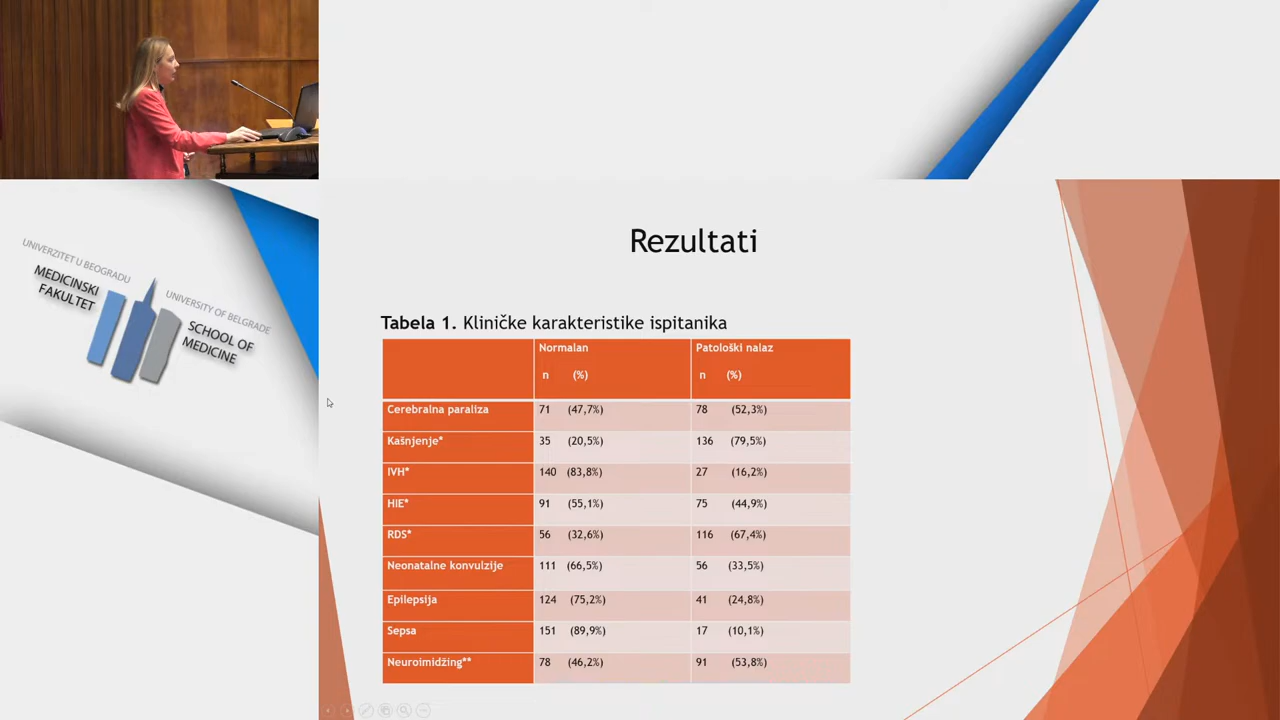 UNIVERZITET U BEOGRADU
MEDICINSKI
FAKULTET
UNIVERSITY OF BELGRADE
SCHOOL OF
MEDICINE
Rezultati
Tabela 1. Kliničke karakteristike ispitanika
Normalan Patološki nalaz
n (%) n (%)
Cerebralna paraliza 71 (47,7%) 78 (52,3%)
Kašnjenje* 35 (20,5%) 136 (79,5%)
IVH* 140 (83,8%) 27 (16,2%)
HIE* 91 (55,1%) 75 (44,9%)
RDS* 56 (32,6%) 116 (67,4%)
Neonatalne konvulzije 111 (66,5%) 56 (33,5%)
Epilepsija 124 (75,2%) 41 (24,8%)
Sepsa 151 (89,9%) 17 (10,1%)
Neuroimidžing** 78 (46,2%) 91 (53,8%)